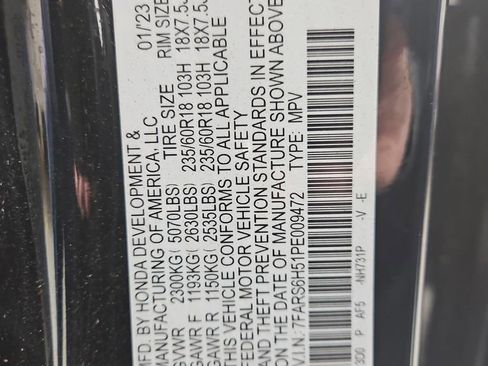 MFD. BY HONDA DEVELOPMENT & 01/23
MANUFACTURING OF AMERICA, LLC
TIRE SIZE RIM SIZE
GVWR 2300KG( 5070LBS)
GAWR F 1193KG( 2630LBS) 235/60R18 103H 18X7.5J
GAWR R 1150KG( 2535LBS) 235/60R18 103H 18X7.5J
THIS VEHICLE CONFORMS TO ALL APPLICABLE
FEDERAL MOTOR VEHICLE SAFETY
AND THEFT PREVENTION STANDARDS IN EFFECT
ON THE DATE OF MANUFACTURE SHOWN ABOVE
V.I.N.: 7FARS6H51PE009472 TYPE: MPV
3D0 P AF5 NH731P -V -E